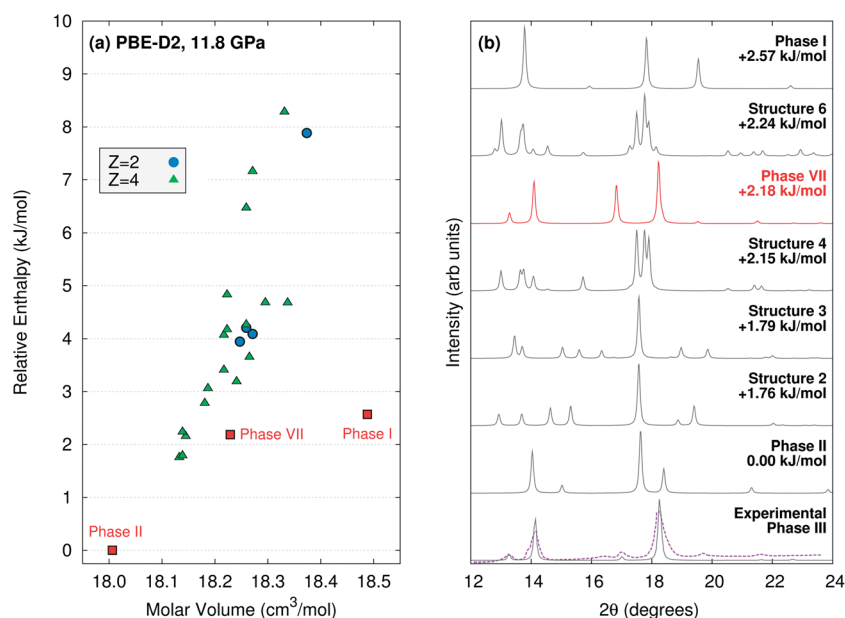 (a) PBE-D2, 11.8 GPa
Relative Enthalpy (kJ/mol)
10
9
8
7
6
5
4
3
2
1
0
Z=2
Z=4
Phase VII
Phase I
Phase II
18.0
18.1
18.2
18.3
18.4
18.5
Molar Volume (cm³/mol)
(b)
Intensity (arb units)
Phase I
+2.57 kJ/mol
Structure 6
+2.24 kJ/mol
Phase VII
+2.18 kJ/mol
Structure 4
+2.15 kJ/mol
Structure 3
+1.79 kJ/mol
Structure 2
+1.76 kJ/mol
Phase II
0.00 kJ/mol
Experimental
Phase III
12
14
16
18
20
22
24
2θ (degrees)